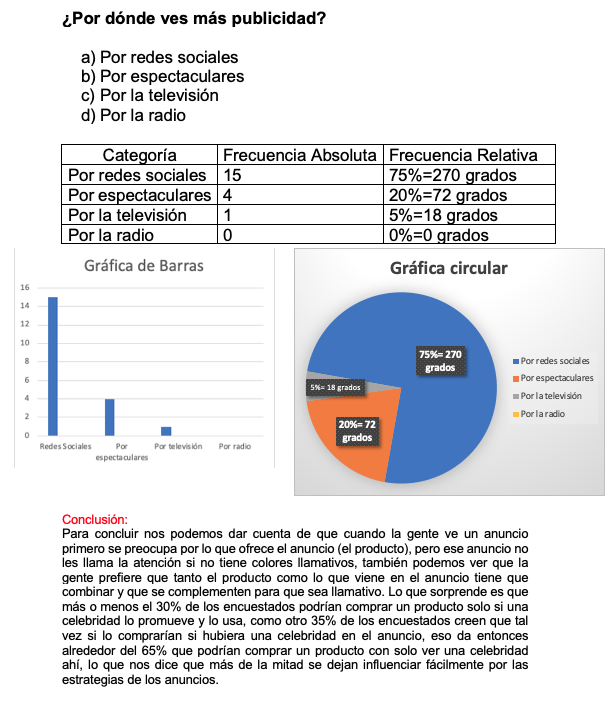 ¿Por dónde ves más publicidad?
a) Por redes sociales
b) Por espectaculares
c) Por la televisión
d) Por la radio
Categoría Frecuencia Absoluta Frecuencia Relativa
Por redes sociales 15 75%=270 grados
Por espectaculares 4 20%=72 grados
Por la televisión 1 5%=18 grados
Por la radio 0 0%=0 grados
Gráfica de Barras
16
14
12
10
8
6
4
2
0
Redes Sociales
Por espectaculares
Por televisión
Por radio
Gráfica circular
75%= 270
grados
5%= 18 grados
20%= 72
grados
Por redes sociales
Por espectaculares
Por la televisión
Por la radio
Conclusión:
Para concluir nos podemos dar cuenta de que cuando la gente ve un anuncio
primero se preocupa por lo que ofrece el anuncio (el producto), pero ese anuncio no
les llama la atención si no tiene colores llamativos, también podemos ver que la
gente prefiere que tanto el producto como lo que viene en el anuncio tiene que
combinar y que se complementen para que sea llamativo. Lo que sorprende es que
más o menos el 30% de los encuestados podrían comprar un producto solo si una
celebridad lo promueve y lo usa, como otro 35% de los encuestados creen que tal
vez si lo comprarían si hubiera una celebridad en el anuncio, eso da entonces
alrededor del 65% que podrían comprar un producto con solo ver una celebridad
ahí, lo que nos dice que más de la mitad se dejan influenciar fácilmente por las
estrategias de los anuncios.